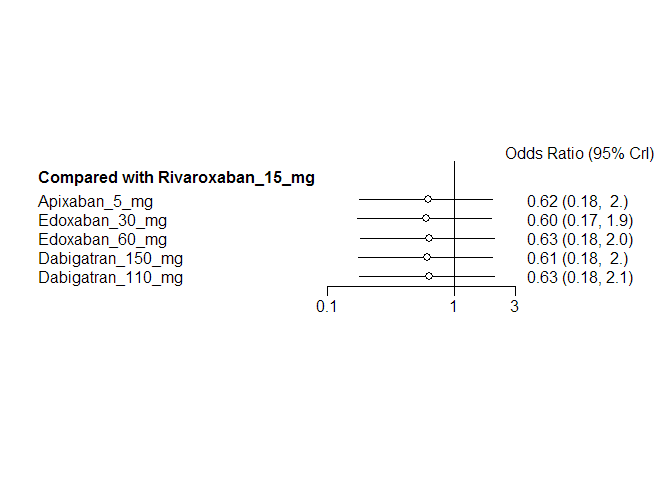 Odds Ratio (95% CrI)
Compared with Rivaroxaban_15_mg
Apixaban_5_mg 0.62 (0.18, 2.)
Edoxaban_30_mg 0.60 (0.17, 1.9)
Edoxaban_60_mg 0.63 (0.18, 2.0)
Dabigatran_150_mg 0.61 (0.18, 2.)
Dabigatran_110_mg 0.63 (0.18, 2.1)
0.1 1 3